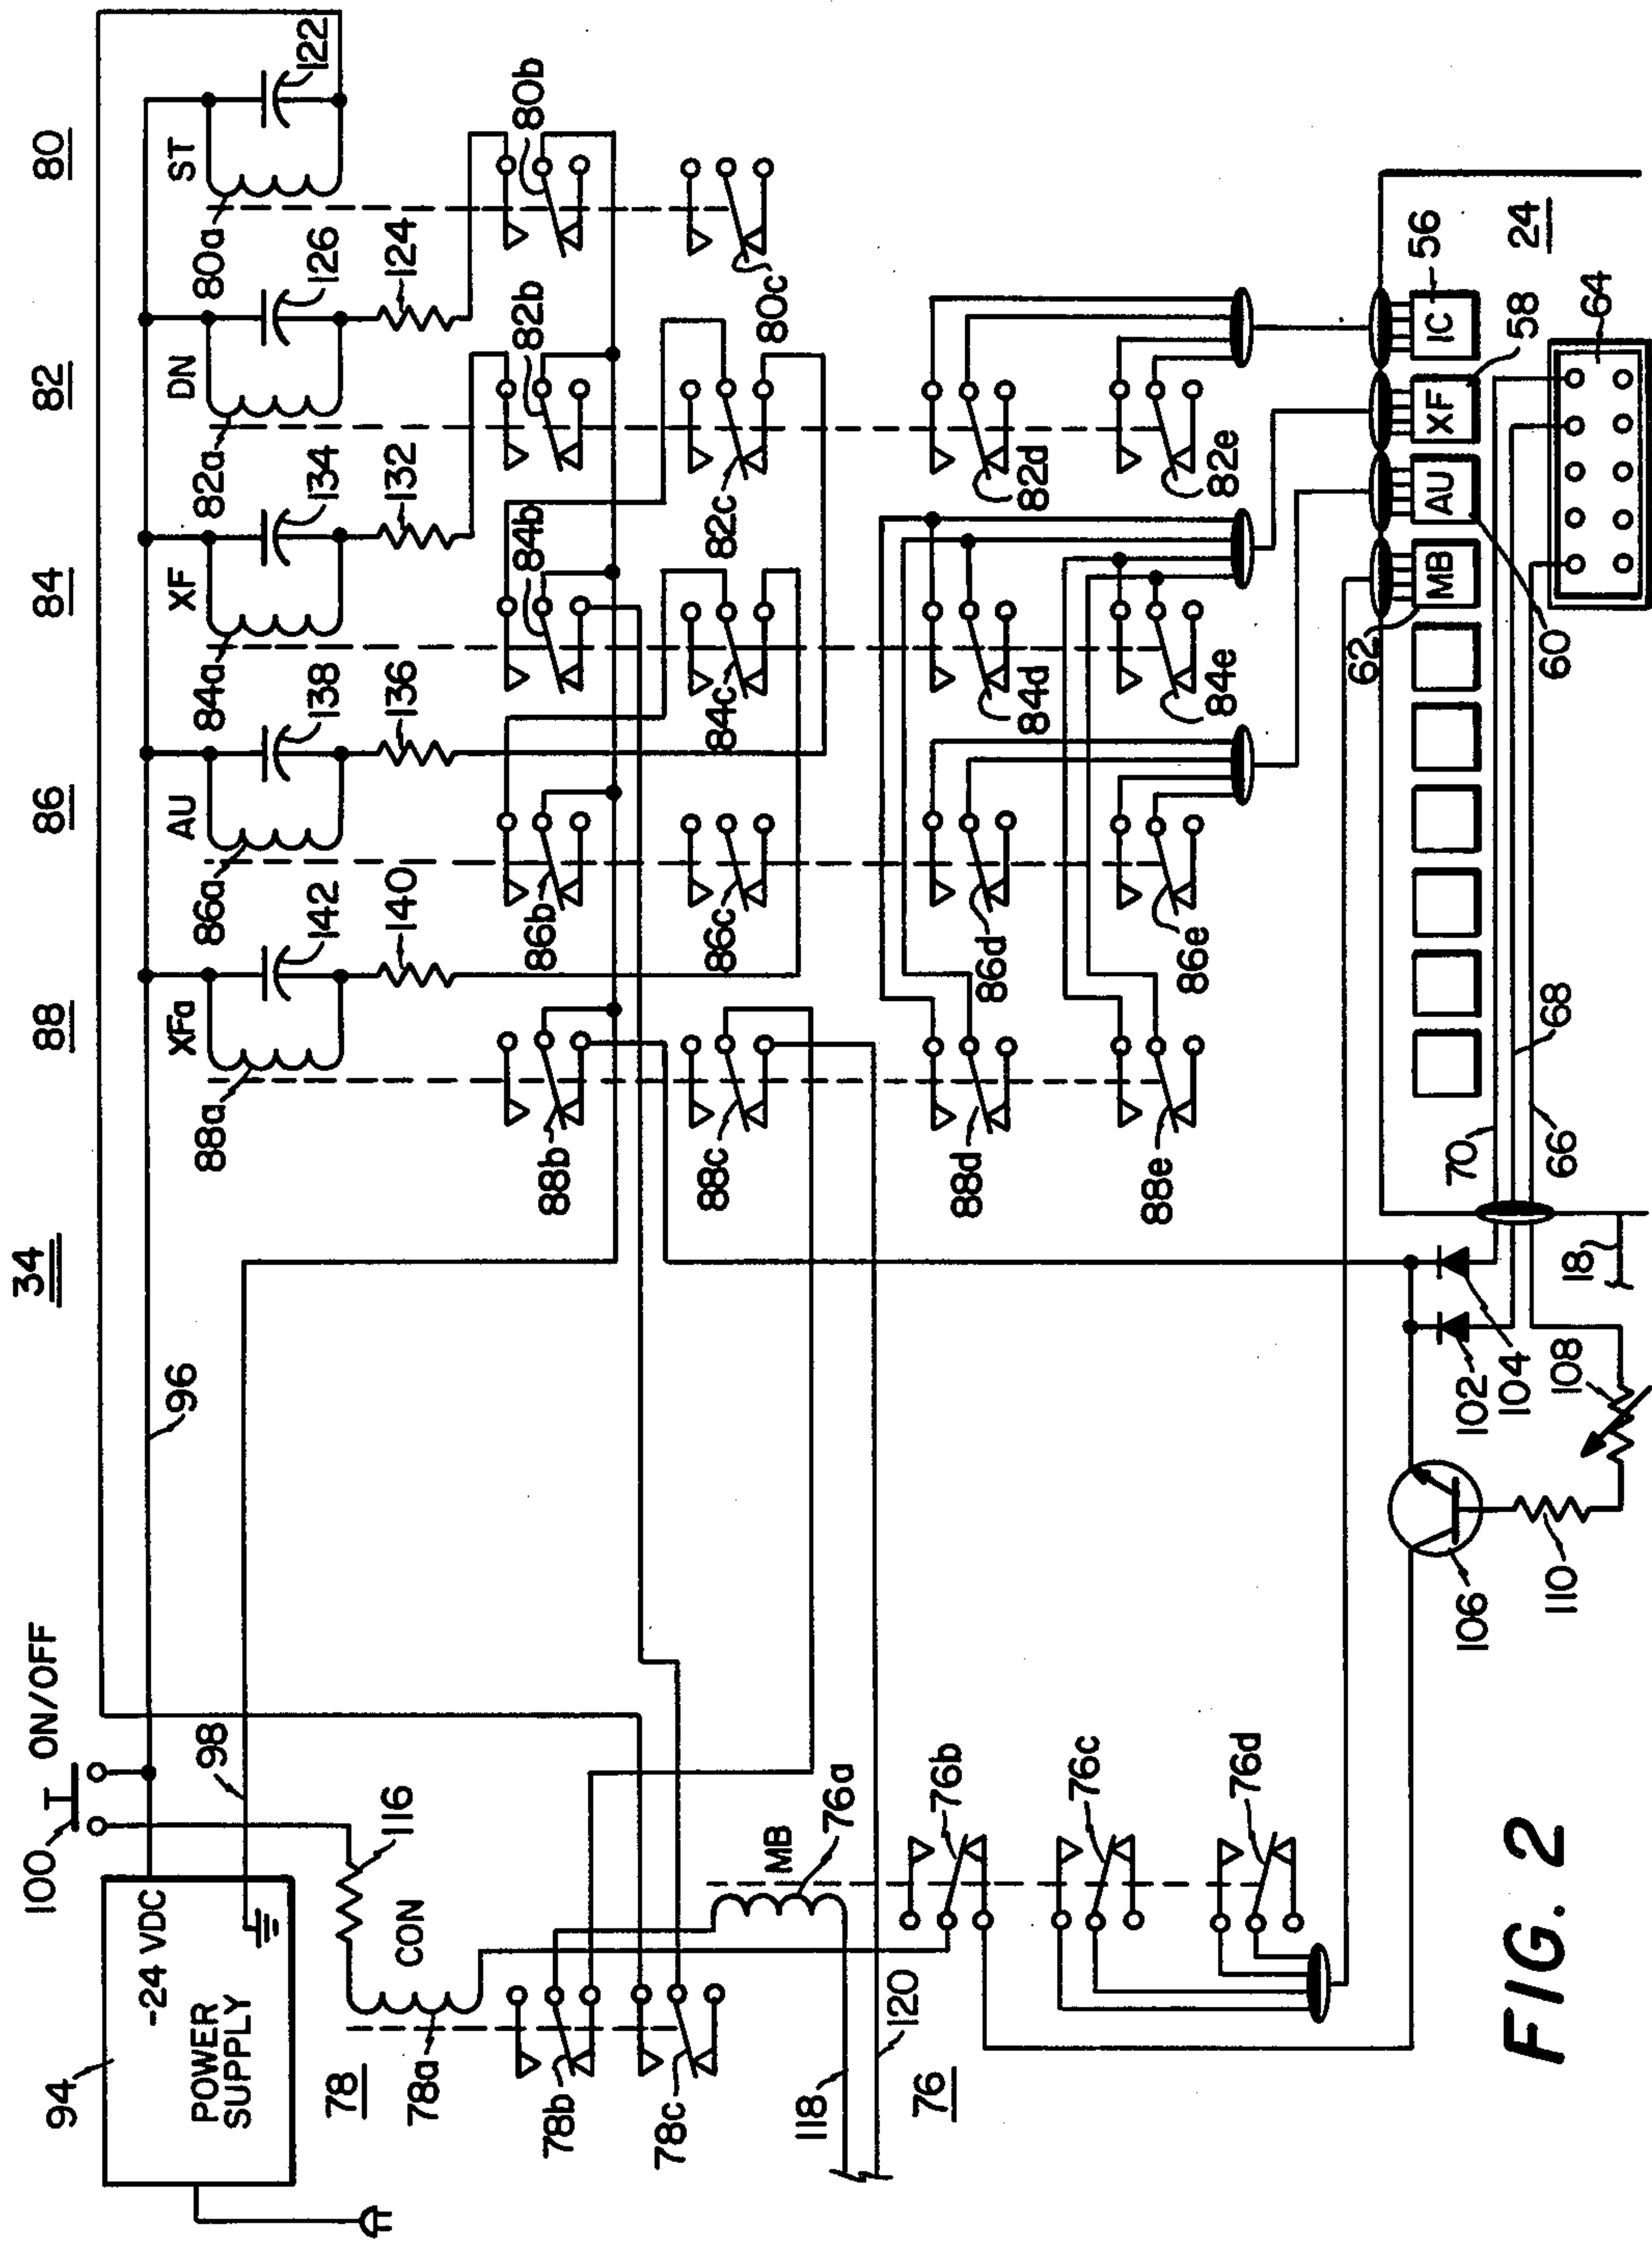 34
80
82
84
86
88
ST
DN
XF
AU
XFa
122
80a
126
124
80b
82a
134
132
82b
80c
84a
138
136
84b
82c
86a
142
140
86b
84c
88a
88b
86c
88c
82d
82e
84d
84e
86d
86e
88d
88e
96
98
100
ON/OFF
94
-24 VDC
POWER
SUPPLY
116
CON
78
78a
78b
78c
MB
76a
76b
76c
76d
76
118
120
24
56
IC
58
XF
AU
60
MB
62
64
66
68
70
18
102
104
106
108
110
FIG. 2